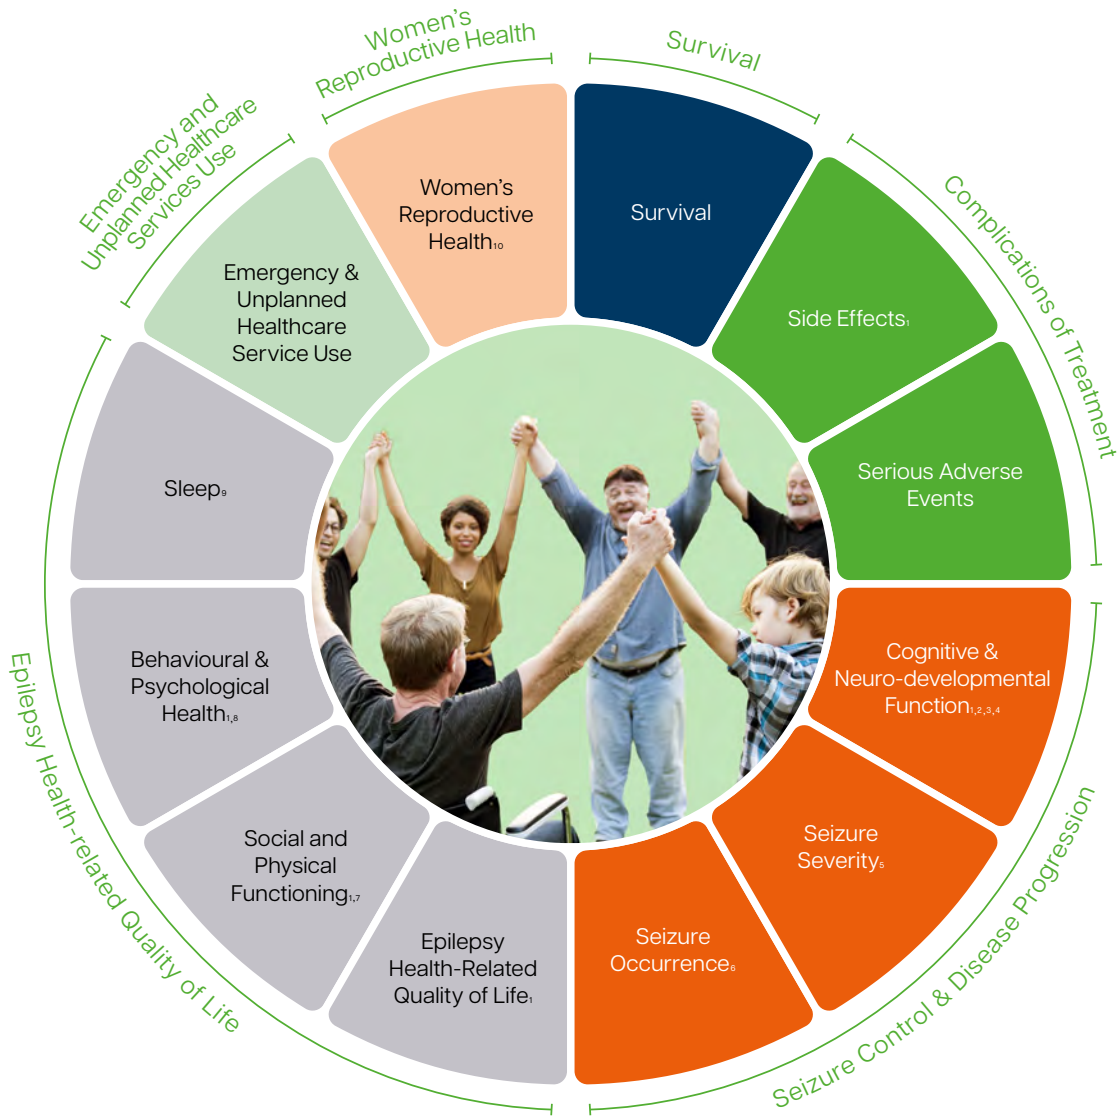 Women's
Reproductive Health
Survival
Emergency and
Unplanned Healthcare
Services Use
Complications of Treatment
Women's
Reproductive
Health10
Survival
Emergency &
Unplanned
Healthcare
Service Use
Side Effects1
Sleep9
Serious Adverse
Events
Behavioural &
Psychological
Health1,8
Cognitive &
Neuro-developmental
Function1,2,3,4
Social and
Physical
Functioning1,7
Seizure
Severity5
Epilepsy
Health-Related
Quality of Life1
Seizure
Occurrence6
Epilepsy Health-related Quality of Life
Seizure Control & Disease Progression